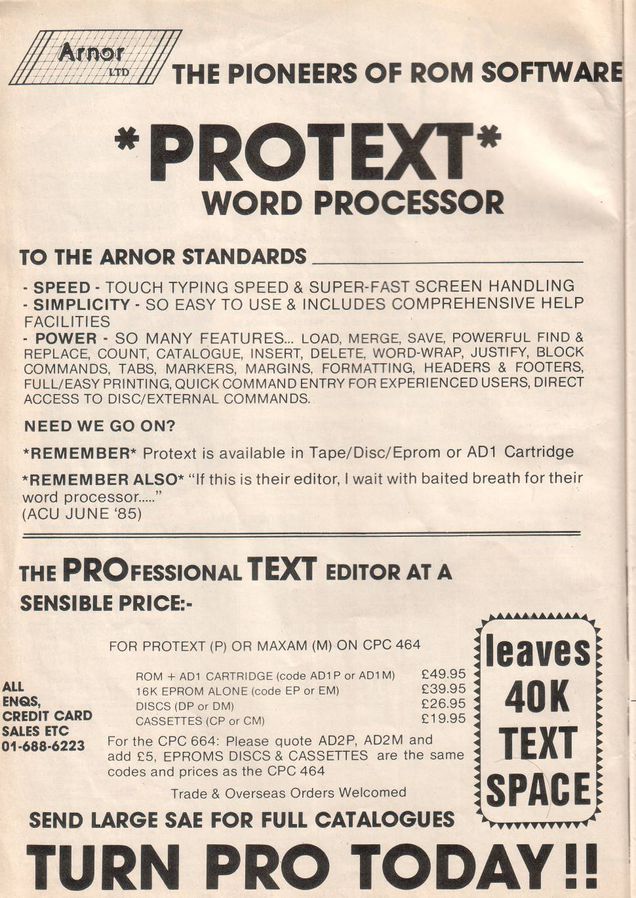 Arnor
LTD
THE PIONEERS OF ROM SOFTWARE
*PROTEXT*
WORD PROCESSOR
TO THE ARNOR STANDARDS
- SPEED - TOUCH TYPING SPEED & SUPER-FAST SCREEN HANDLING
- SIMPLICITY - SO EASY TO USE & INCLUDES COMPREHENSIVE HELP
FACILITIES
- POWER - SO MANY FEATURES... LOAD, MERGE, SAVE, POWERFUL FIND &
REPLACE, COUNT, CATALOGUE, INSERT, DELETE, WORD-WRAP, JUSTIFY, BLOCK
COMMANDS, TABS, MARKERS, MARGINS, FORMATTING, HEADERS & FOOTERS,
FULL/EASY PRINTING, QUICK COMMAND ENTRY FOR EXPERIENCED USERS, DIRECT
ACCESS TO DISC/EXTERNAL COMMANDS.
NEED WE GO ON?
*REMEMBER* Protext is available in Tape/Disc/Eprom or AD1 Cartridge
*REMEMBER ALSO* “If this is their editor, I wait with baited breath for their
word processor.....”
(ACU JUNE ‘85)
THE PROFESSIONAL TEXT EDITOR AT A
SENSIBLE PRICE:-
FOR PROTEXT (P) OR MAXAM (M) ON CPC 464
ROM + AD1 CARTRIDGE (code AD1P or AD1M) £49.95
16K EPROM ALONE (code EP or EM) £39.95
DISCS (DP or DM) £26.95
CASSETTES (CP or CM) £19.95
For the CPC 664: Please quote AD2P, AD2M and
add £5, EPROMS DISCS & CASSETTES are the same
codes and prices as the CPC 464
Trade & Overseas Orders Welcomed
ALL
ENQS,
CREDIT CARD
SALES ETC
01-688-6223
leaves
40K
TEXT
SPACE
SEND LARGE SAE FOR FULL CATALOGUES
TURN PRO TODAY!!